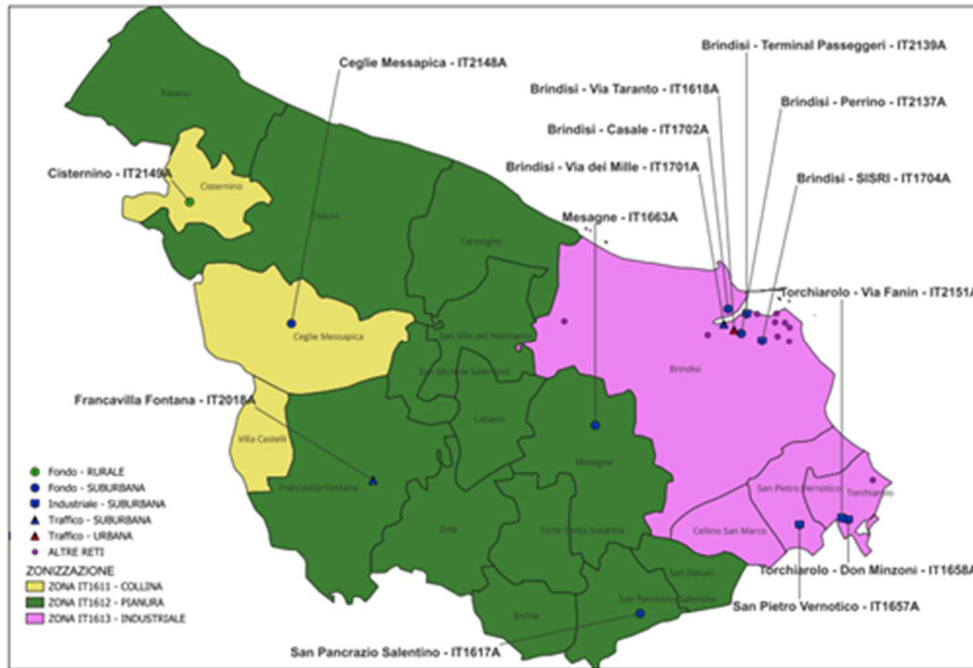 Brindisi - Terminal Passeggeri - IT2139A
Ceglie Messapica - IT2148A
Brindisi - Via Taranto - IT1618A
Brindisi - Perrino - IT2137A
Fasano
Brindisi - Casale - IT1702A
Brindisi - Via dei Mille - IT1701A
Cisternino - IT2149A
Brindisi - SISRI - IT1704A
Cisternino
Mesagne - IT1663A
Ostuni
Carovigno
Torchiarolo - Via Fanin - IT2151A
San Vito dei Normanni
Ceglie Messapica
San Michele Salentino
Brindisi
Francavilla Fontana - IT2018A
Latiano
Villa Castelli
Mesagne
Francavilla Fontana
San Pietro Vernotico
Torchiarolo
Oria
Torre Santa Susanna
Cellino San Marco
San Donaci
Torchiarolo - Don Minzoni - IT1658A
San Pancrazio Salentino
Erchie
San Pietro Vernotico - IT1657A
San Pancrazio Salentino - IT1617A
Fondo - RURALE
Fondo - SUBURBANA
Industriale - SUBURBANA
Traffico - SUBURBANA
Traffico - URBANA
ALTRE RETI
ZONIZZAZIONE
ZONA IT1611 - COLLINA
ZONA IT1612 - PIANURA
ZONA IT1613 - INDUSTRIALE